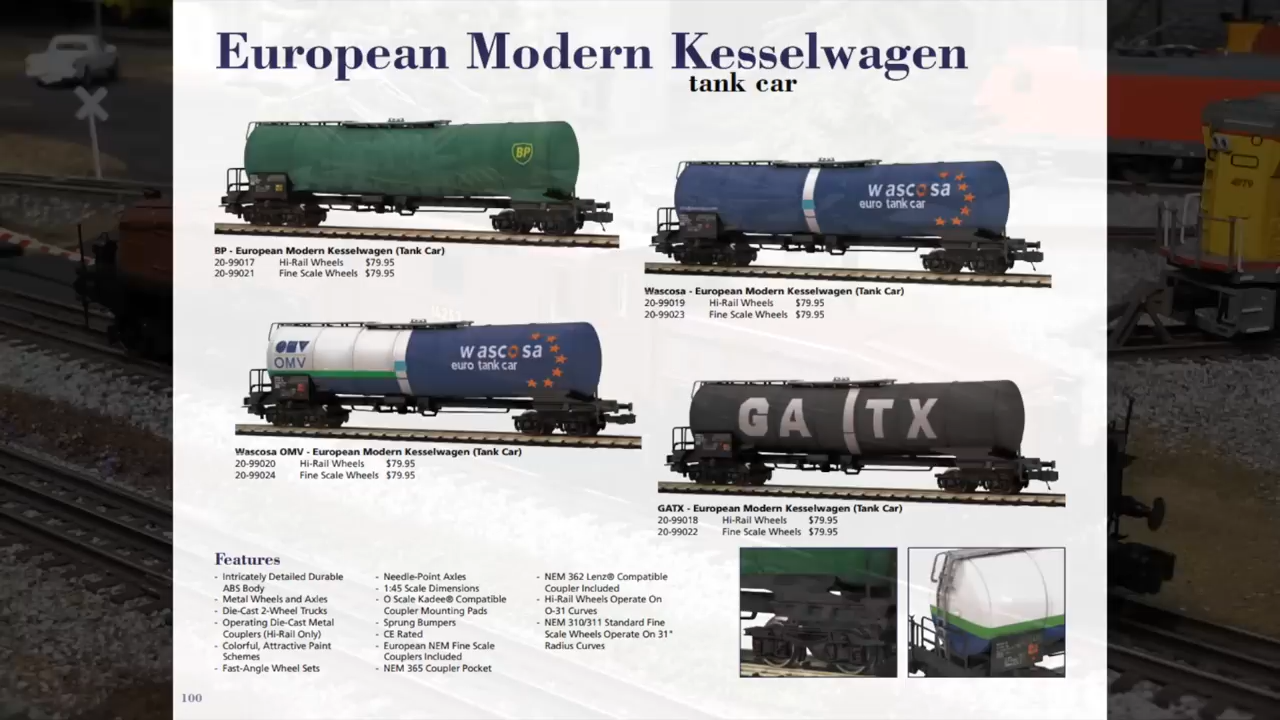 European Modern Kesselwagen
tank car
BP
BP - European Modern Kesselwagen (Tank Car)
20-99017 Hi-Rail Wheels $79.95
20-99021 Fine Scale Wheels $79.95
wascosa
euro tank car
Wascosa - European Modern Kesselwagen (Tank Car)
20-99019 Hi-Rail Wheels $79.95
20-99023 Fine Scale Wheels $79.95
OMV
OMV
wascosa
euro tank car
Wascosa OMV - European Modern Kesselwagen (Tank Car)
20-99020 Hi-Rail Wheels $79.95
20-99024 Fine Scale Wheels $79.95
GATX
GATX - European Modern Kesselwagen (Tank Car)
20-99018 Hi-Rail Wheels $79.95
20-99022 Fine Scale Wheels $79.95
Features
- Intricately Detailed Durable
ABS Body
- Metal Wheels and Axles
- Die-Cast 2-Wheel Trucks
- Operating Die-Cast Metal
Couplers (Hi-Rail Only)
- Colorful, Attractive Paint
Schemes
- Fast-Angle Wheel Sets
- Needle-Point Axles
- 1:45 Scale Dimensions
- O Scale Kadee® Compatible
Coupler Mounting Pads
- Sprung Bumpers
- CE Rated
- European NEM Fine Scale
Couplers Included
- NEM 365 Coupler Pocket
- NEM 362 Lenz® Compatible
Coupler Included
- Hi-Rail Wheels Operate On
O-31 Curves
- NEM 310/311 Standard Fine
Scale Wheels Operate On 31"
Radius Curves
100
4079